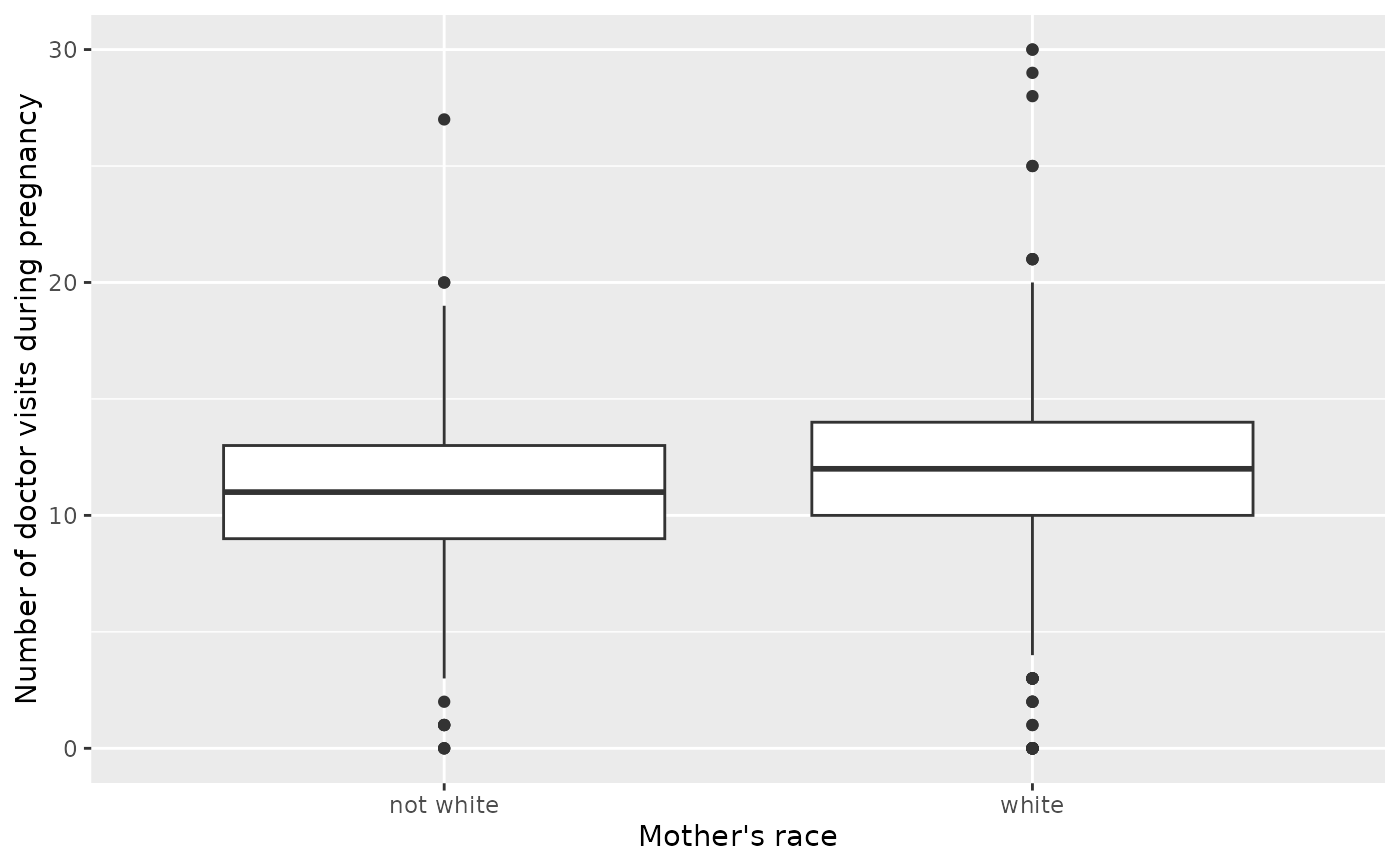 Number of doctor visits during pregnancy
30
20
10
0
not white
white
Mother's race